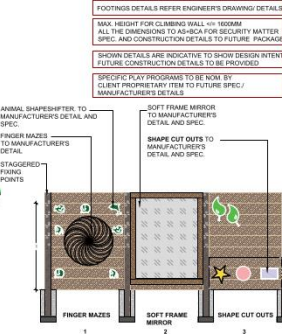 FOOTINGS DETAILS REFER ENGINEER'S DRAWING/ DETAILS
MAX. HEIGHT FOR CLIMBING WALL =/= 1600MM
ALL THE DIMENSIONS TO AS+BCA FOR SECURITY MATTER
SPEC. AND CONSTRUCTION DETAILS TO FUTURE PACKAGE
SHOWN DETAILS ARE INDICATIVE TO SHOW DESIGN INTENT
FUTURE CONSTRUCTION DETAILS TO BE PROVIDED
SPECIFIC PLAY PROGRAMS TO BE NOM. BY
CLIENT PROPRIETARY ITEM TO FUTURE SPEC./
MANUFACTURER'S DETAILS
ANIMAL SHAPESHIFTER. TO
MANUFACTURER'S DETAIL AND
SPEC.
FINGER MAZES
TO MANUFACTURER'S
DETAIL
STAGGERED
FIXING
POINTS
SOFT FRAME MIRROR
TO MANUFACTURER'S
DETAIL AND SPEC.
SHAPE CUT OUTS TO
MANUFACTURER'S
DETAIL AND SPEC.
FINGER MAZES
1
SOFT FRAME
MIRROR
2
SHAPE CUT OUTS
3